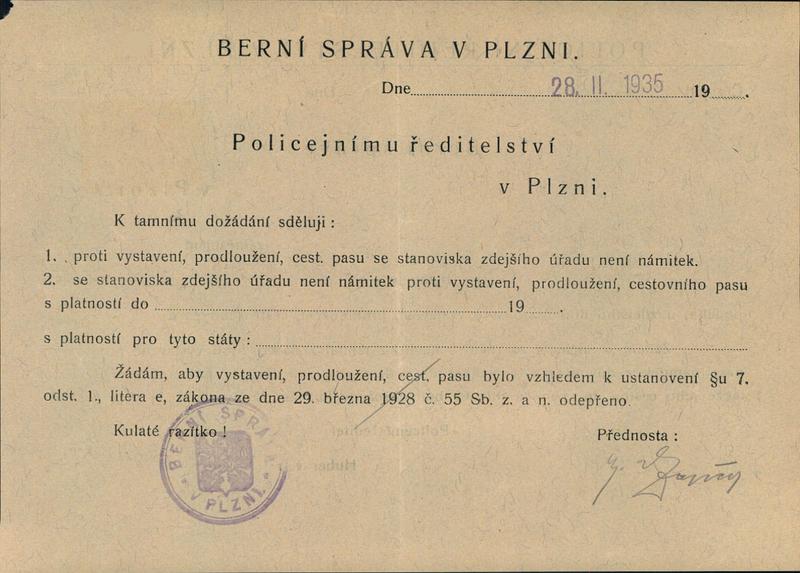 BERNÍ SPRÁVA V PLZNI.
Dne 28. II. 1935 19
Policejnímu ředitelství
v Plzni.
K tamnímu dožádání sděluji :
1. proti vystavení, prodloužení, cest. pasu se stanoviska zdejšího úřadu není námitek.
2. se stanoviska zdejšího úřadu není námitek proti vystavení, prodloužení, cestovního pasu
s platností do 19 .
s platností pro tyto státy :
Žádám, aby vystavení, prodloužení, cest. pasu bylo vzhledem k ustanovení §u 7.
odst. 1., litera e, zákona ze dne 29. března 1928 č. 55 Sb. z. a n. odepřeno.
Kulaté razítko !
Přednosta :
BERNÍ SPRÁVA
V PLZNI